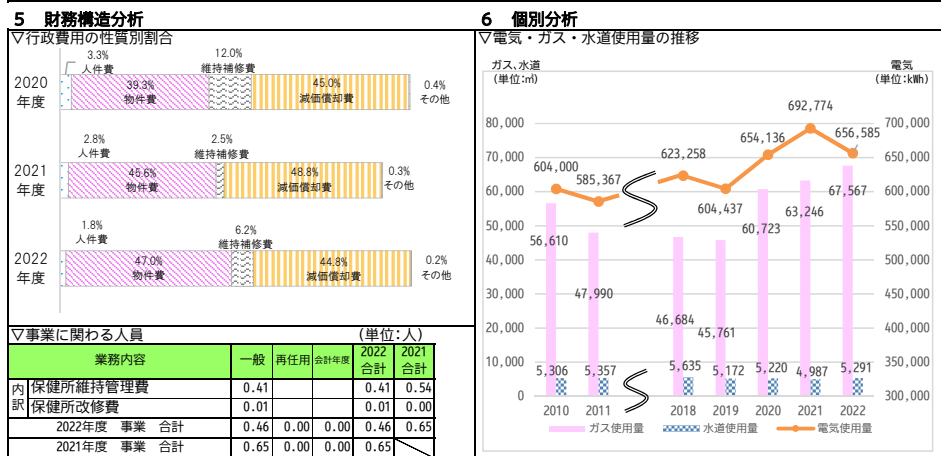 5 財務構造分析
▽行政費用の性質別割合
3.3%
人件費
12.0%
維持補修費
2020
年度
39.3%
物件費
45.0%
減価償却費
0.4%
その他
2.8%
人件費
2.5%
維持補修費
2021
年度
45.6%
物件費
48.8%
減価償却費
0.3%
その他
1.8%
人件費
6.2%
維持補修費
2022
年度
47.0%
物件費
44.8%
減価償却費
0.2%
その他
▽事業に関わる人員 (単位:人)
業務内容 一般 再任用 会計年度 2022合計 2021合計
内訳 保健所維持管理費 0.41 0.41 0.54
保健所改修費 0.01 0.01 0.00
2022年度 事業 合計 0.46 0.00 0.00 0.46 0.65
2021年度 事業 合計 0.65 0.00 0.00 0.65
6 個別分析
▽電気・ガス・水道使用量の推移
ガス、水道
(単位:㎥)
電気
(単位:kWh)
80,000
70,000
60,000
50,000
40,000
30,000
20,000
10,000
0
700,000
650,000
600,000
550,000
500,000
450,000
400,000
350,000
300,000
604,000
585,367
623,258
604,437
654,136
692,774
656,585
56,610
47,990
46,684
45,761
60,723
63,246
67,567
5,306
5,357
5,635
5,172
5,220
4,987
5,291
2010 2011 2018 2019 2020 2021 2022
ガス使用量 水道使用量 電気使用量